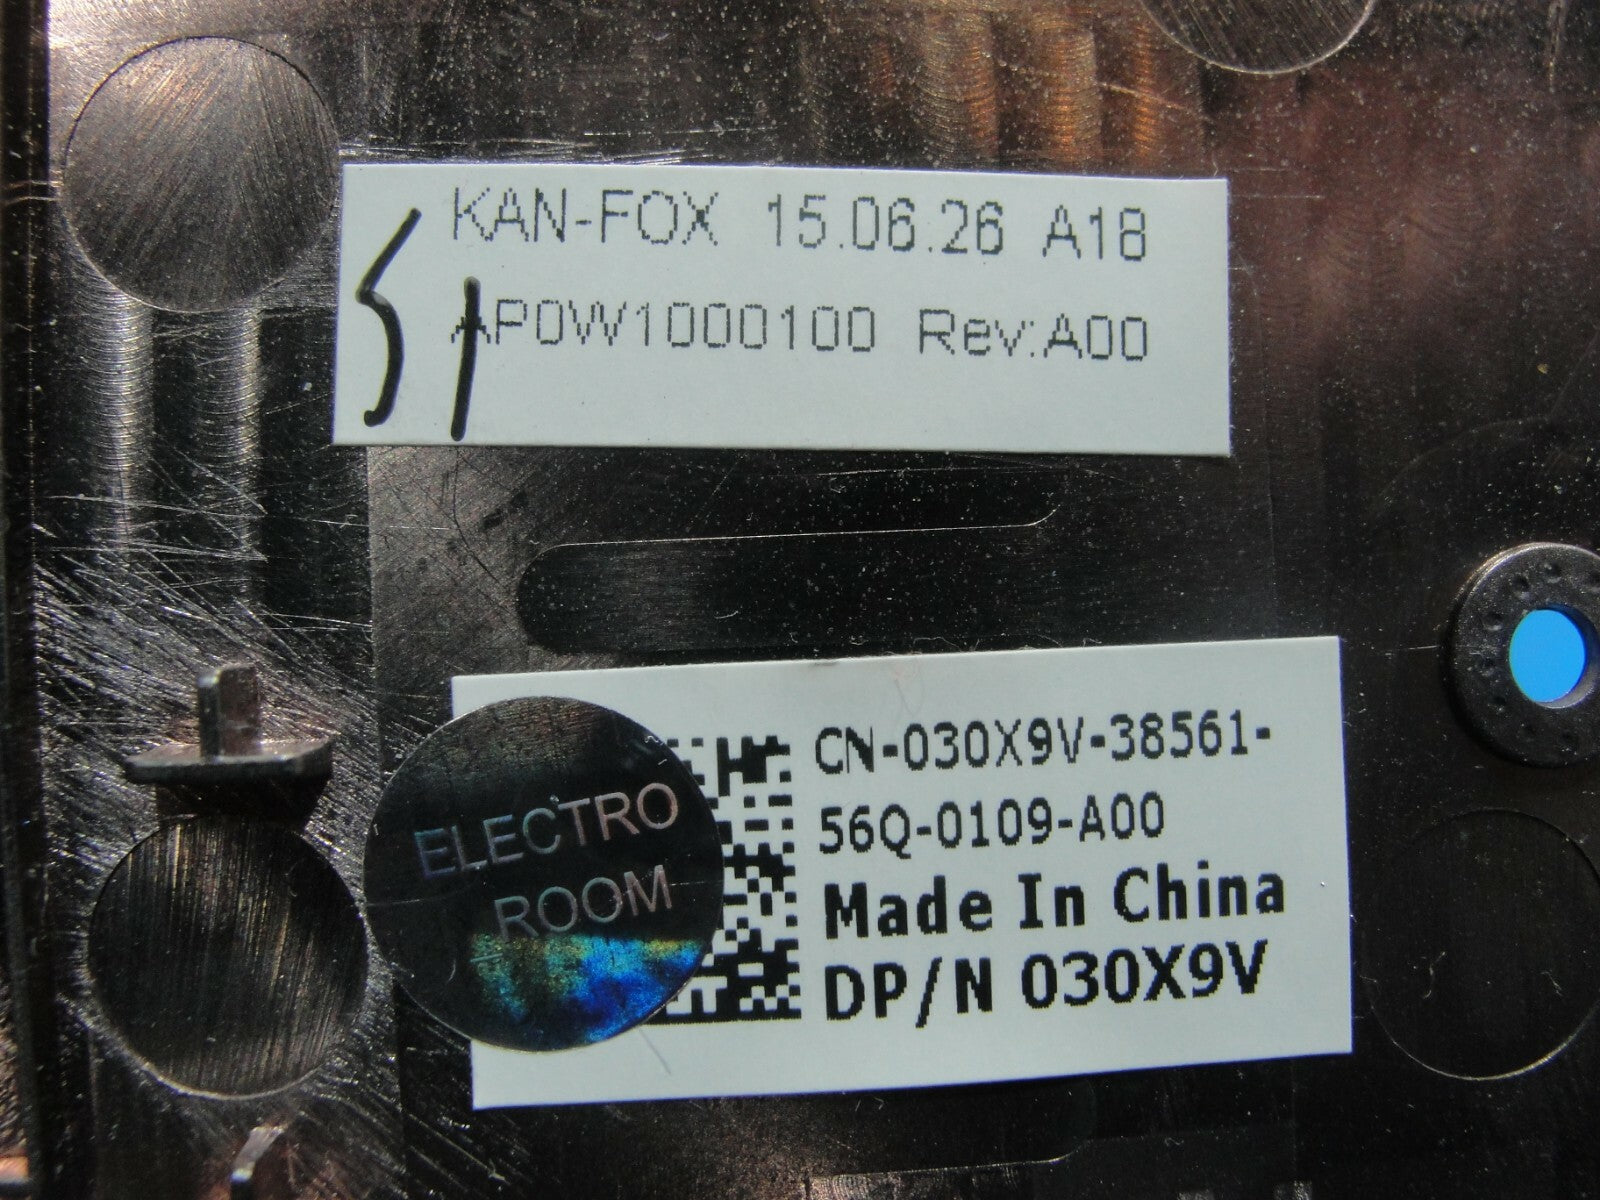 KAN-FOX 15.06.26 A18
AP0W1000100 Rev:A00
CN-030X9V-38561-
56Q-0109-A00
Made In China
DP/N 030X9V
ELECTRO
ROOM